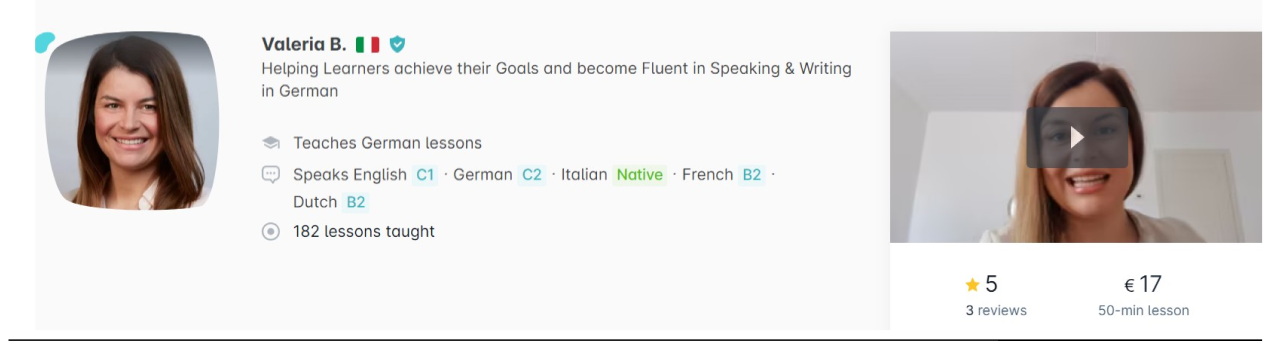 Valeria B.
Helping Learners achieve their Goals and become Fluent in Speaking & Writing
in German
Teaches German lessons
Speaks English C1 · German C2 · Italian Native · French B2 ·
Dutch B2
182 lessons taught
5
3 reviews
€ 17
50-min lesson